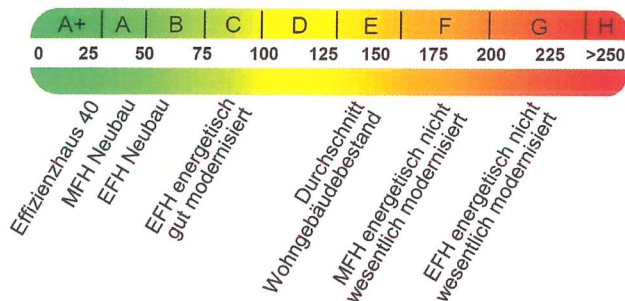 A+ A B C D E F G H
0 25 50 75 100 125 150 175 200 225 >250
Effizienzhaus 40
MFH Neubau
EFH Neubau
EFH energetisch
gut modernisiert
Durchschnitt
Wohngebäudebestand
MFH energetisch nicht
wesentlich modernisiert
EFH energetisch nicht
wesentlich modernisiert